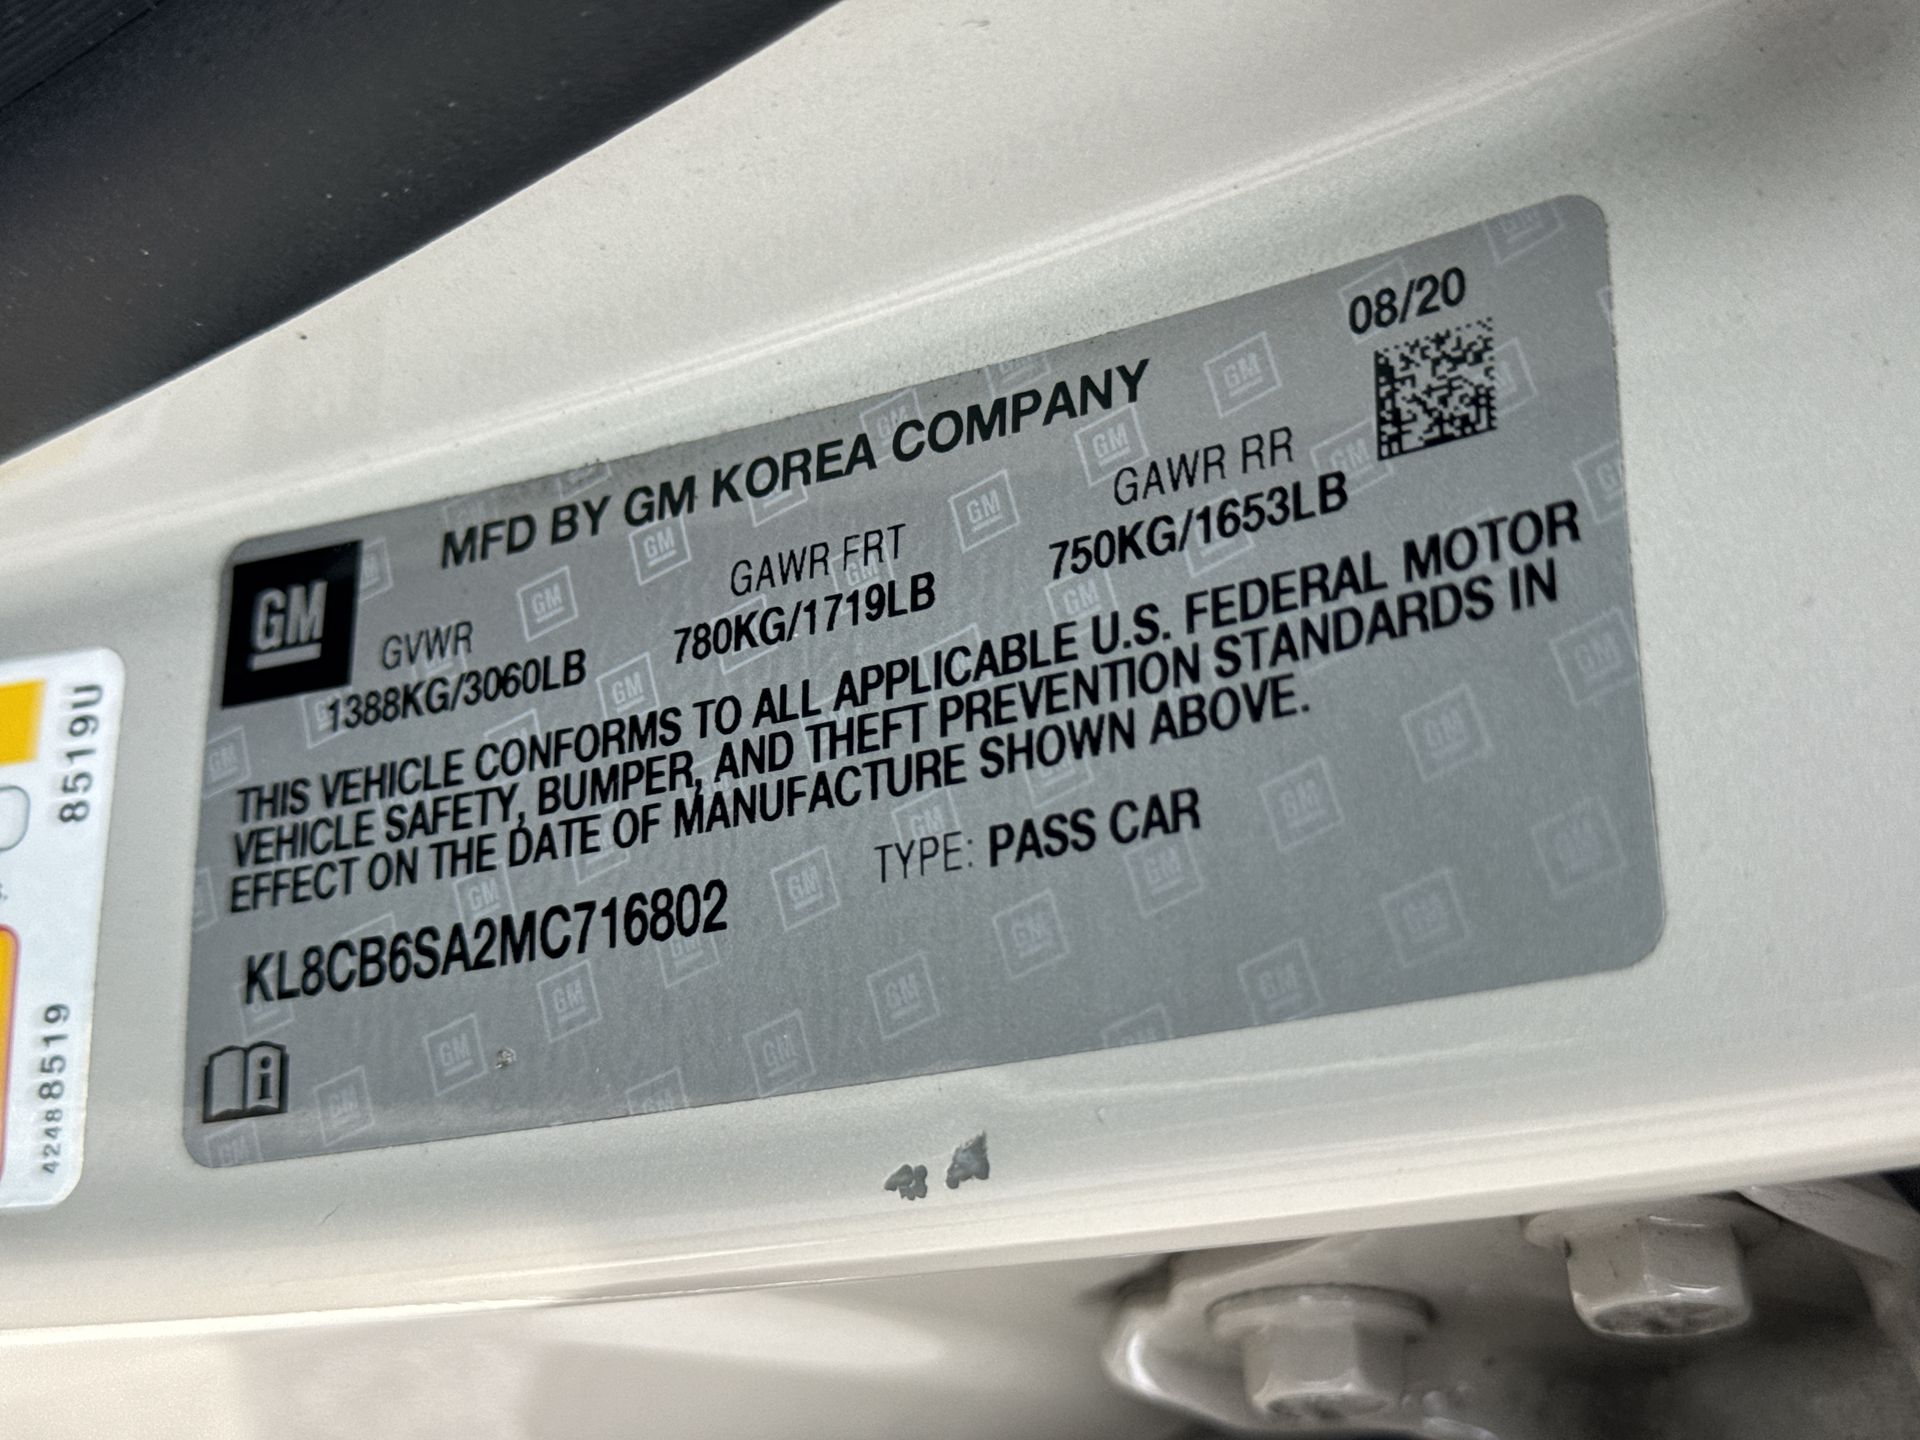 08/20
MFD BY GM KOREA COMPANY
GM
GVWR GAWR FRT GAWR RR
1388KG/3060LB 780KG/1719LB 750KG/1653LB
THIS VEHICLE CONFORMS TO ALL APPLICABLE U.S. FEDERAL MOTOR
VEHICLE SAFETY, BUMPER, AND THEFT PREVENTION STANDARDS IN
EFFECT ON THE DATE OF MANUFACTURE SHOWN ABOVE.
TYPE: PASS CAR
KL8CB6SA2MC716802
i
8519U
42488519